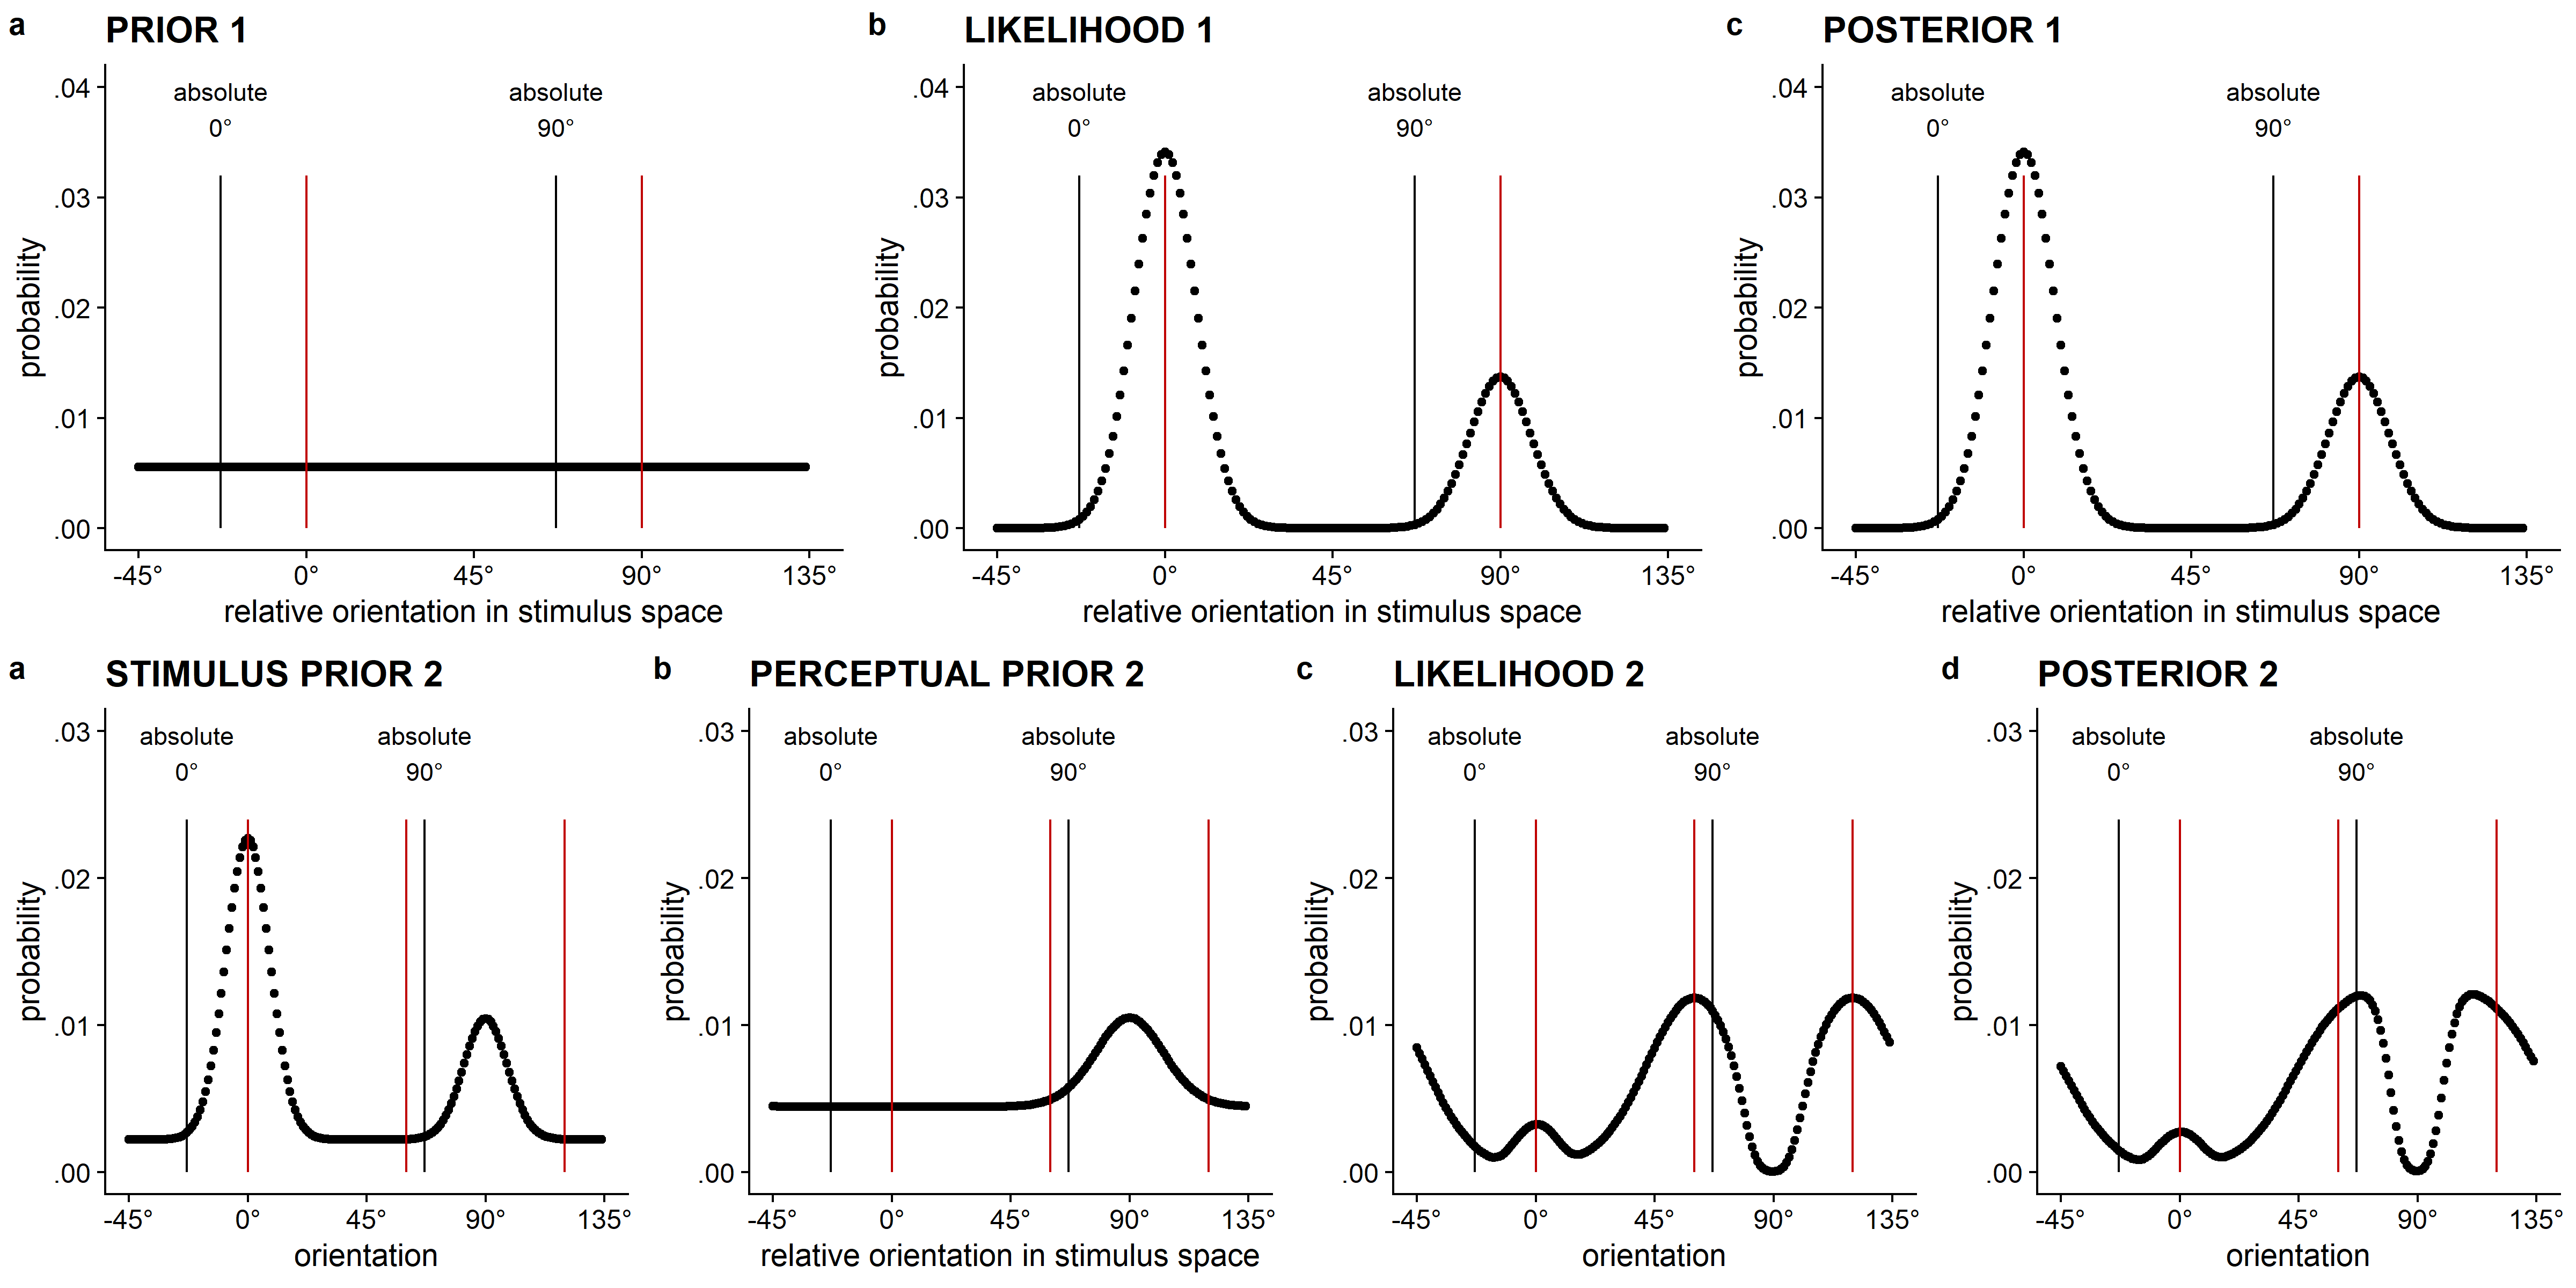 a PRIOR 1
absolute absolute
0° 90°
.04
.03
.02
.01
.00
probability
-45° 0° 45° 90° 135°
relative orientation in stimulus space
b LIKELIHOOD 1
absolute absolute
0° 90°
.04
.03
.02
.01
.00
probability
-45° 0° 45° 90° 135°
relative orientation in stimulus space
c POSTERIOR 1
absolute absolute
0° 90°
.04
.03
.02
.01
.00
probability
-45° 0° 45° 90° 135°
relative orientation in stimulus space
a STIMULUS PRIOR 2
absolute absolute
0° 90°
.03
.02
.01
.00
probability
-45° 0° 45° 90° 135°
orientation
b PERCEPTUAL PRIOR 2
absolute absolute
0° 90°
.03
.02
.01
.00
probability
-45° 0° 45° 90° 135°
relative orientation in stimulus space
c LIKELIHOOD 2
absolute absolute
0° 90°
.03
.02
.01
.00
probability
-45° 0° 45° 90° 135°
orientation
d POSTERIOR 2
absolute absolute
0° 90°
.03
.02
.01
.00
probability
-45° 0° 45° 90° 135°
orientation